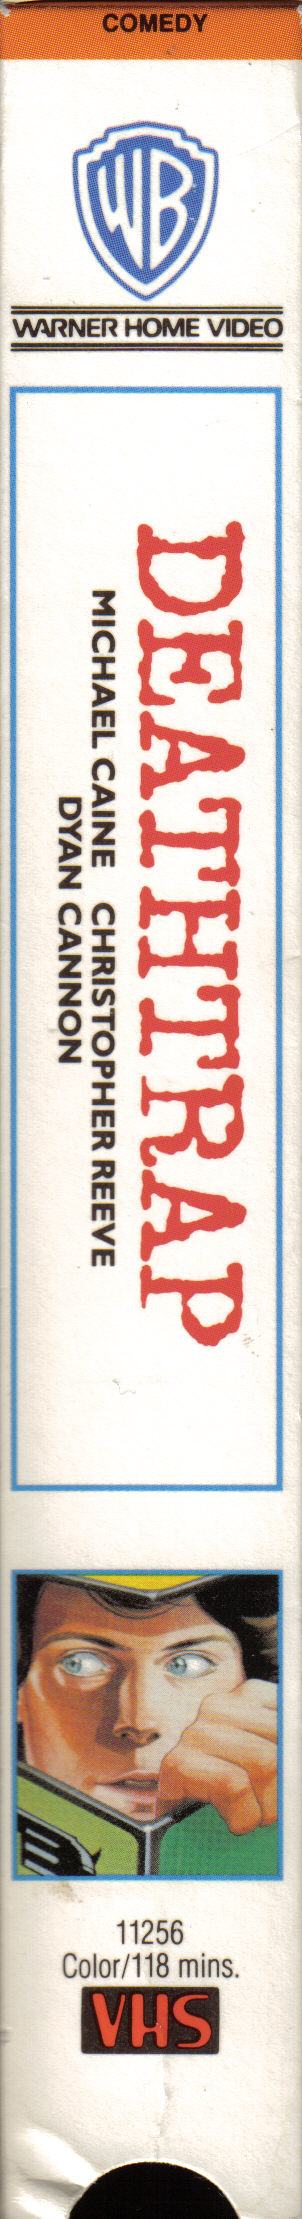 COMEDY
WB
WARNER HOME VIDEO
DEATHTRAP
MICHAEL CAINE CHRISTOPHER REEVE
DYAN CANNON
11256
Color/118 mins.
VHS